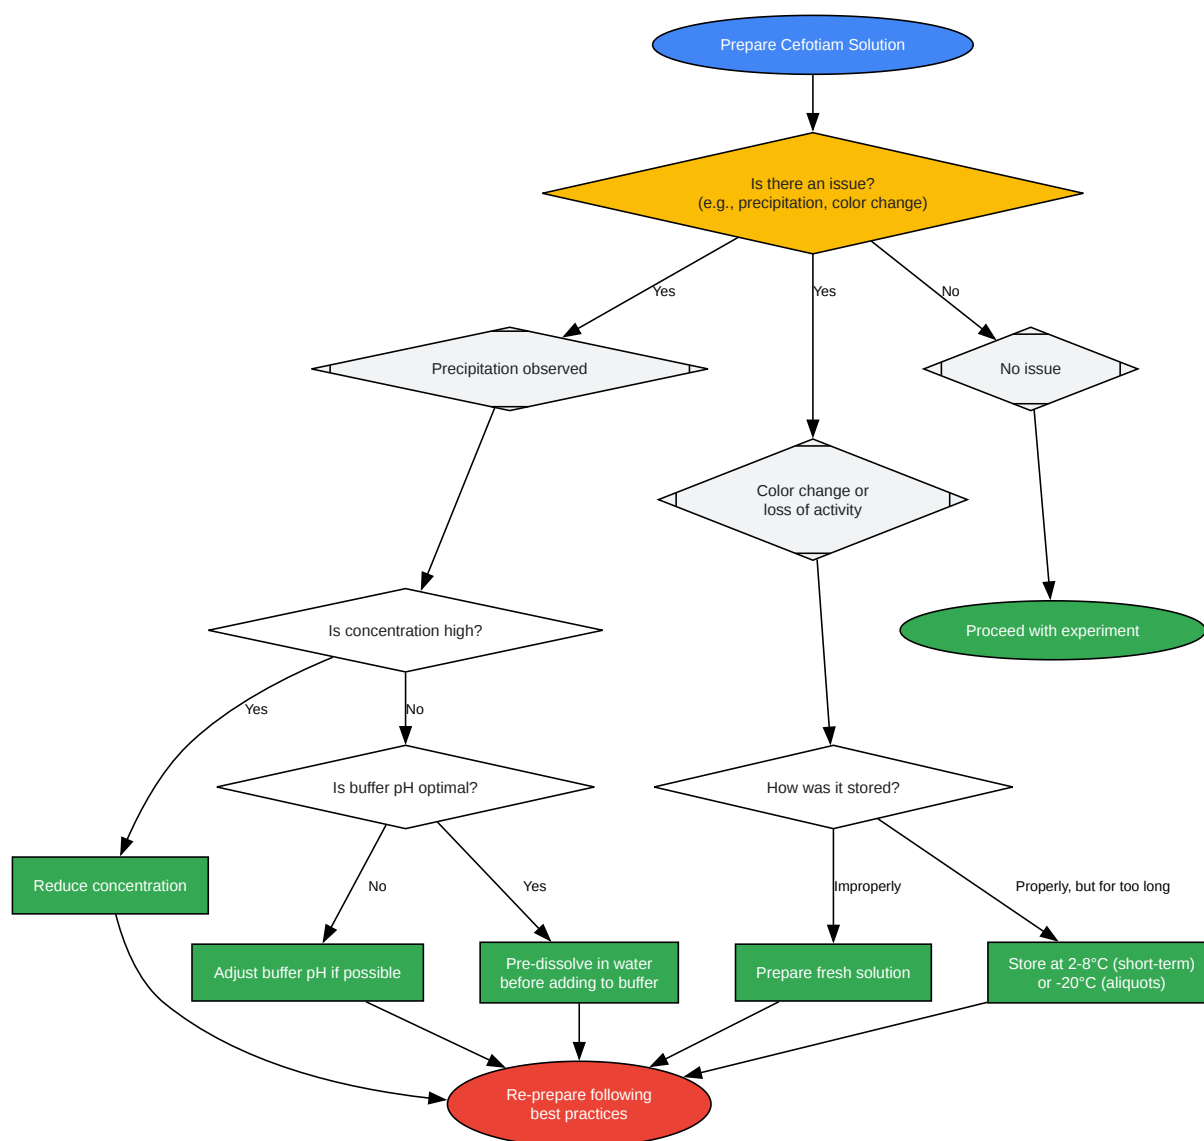 Prepare Cefotiam Solution
Is there an issue?
(e.g., precipitation, color change)
Yes
Yes
No
Precipitation observed
No issue
Color change or
loss of activity
Is concentration high?
Proceed with experiment
Yes
No
Is buffer pH optimal?
How was it stored?
Reduce concentration
No
Yes
Improperly
Properly, but for too long
Adjust buffer pH if possible
Pre-dissolve in water
before adding to buffer
Prepare fresh solution
Store at 2-8°C (short-term)
or -20°C (aliquots)
Re-prepare following
best practices